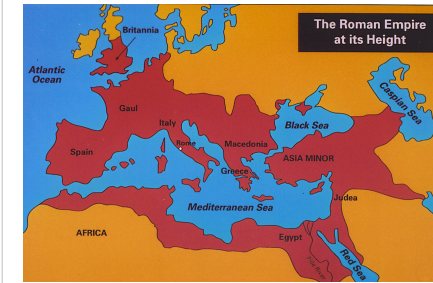 The Roman Empire
at its Height
Britannia
Atlantic
Ocean
Caspian Sea
Gaul
Italy
Black Sea
Rome
Spain
Macedonia
ASIA MINOR
Greece
Judea
Mediterranean Sea
AFRICA
Egypt
Red Sea